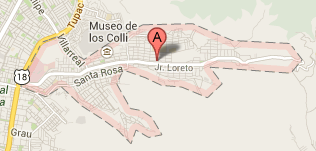 Tupac
Villarreal
Museo de
los Colli
A
18
Santa Rosa
Jr. Loreto
Grau